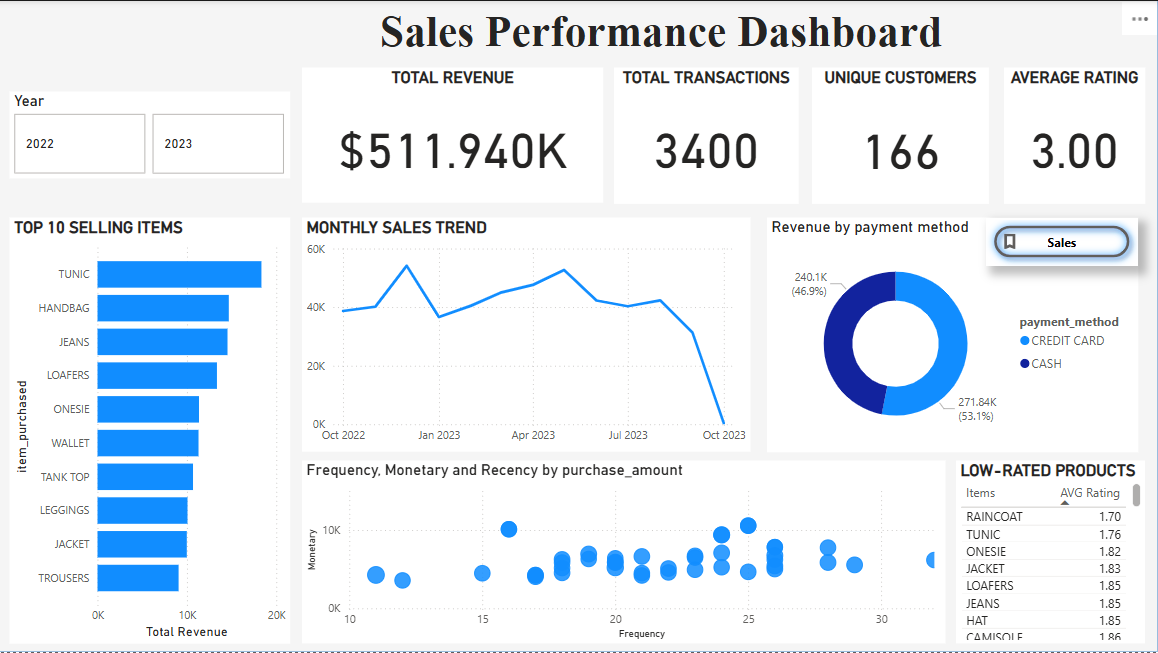 Sales Performance Dashboard
Year
2022
2023
TOTAL REVENUE
$511.940K
TOTAL TRANSACTIONS
3400
UNIQUE CUSTOMERS
166
AVERAGE RATING
3.00
TOP 10 SELLING ITEMS
item_purchased
TUNIC
HANDBAG
JEANS
LOAFERS
ONESIE
WALLET
TANK TOP
LEGGINGS
JACKET
TROUSERS
0K 10K 20K
Total Revenue
MONTHLY SALES TREND
60K
40K
20K
0K
Oct 2022 Jan 2023 Apr 2023 Jul 2023 Oct 2023
Revenue by payment method
Sales
240.1K
(46.9%)
271.84K
(53.1%)
payment_method
CREDIT CARD
CASH
Frequency, Monetary and Recency by purchase_amount
Monetary
10K
0K
10 15 20 25 30
Frequency
LOW-RATED PRODUCTS
Items AVG Rating
RAINCOAT 1.70
TUNIC 1.76
ONESIE 1.82
JACKET 1.83
LOAFERS 1.85
JEANS 1.85
HAT 1.85
CAMISOLE 1.86